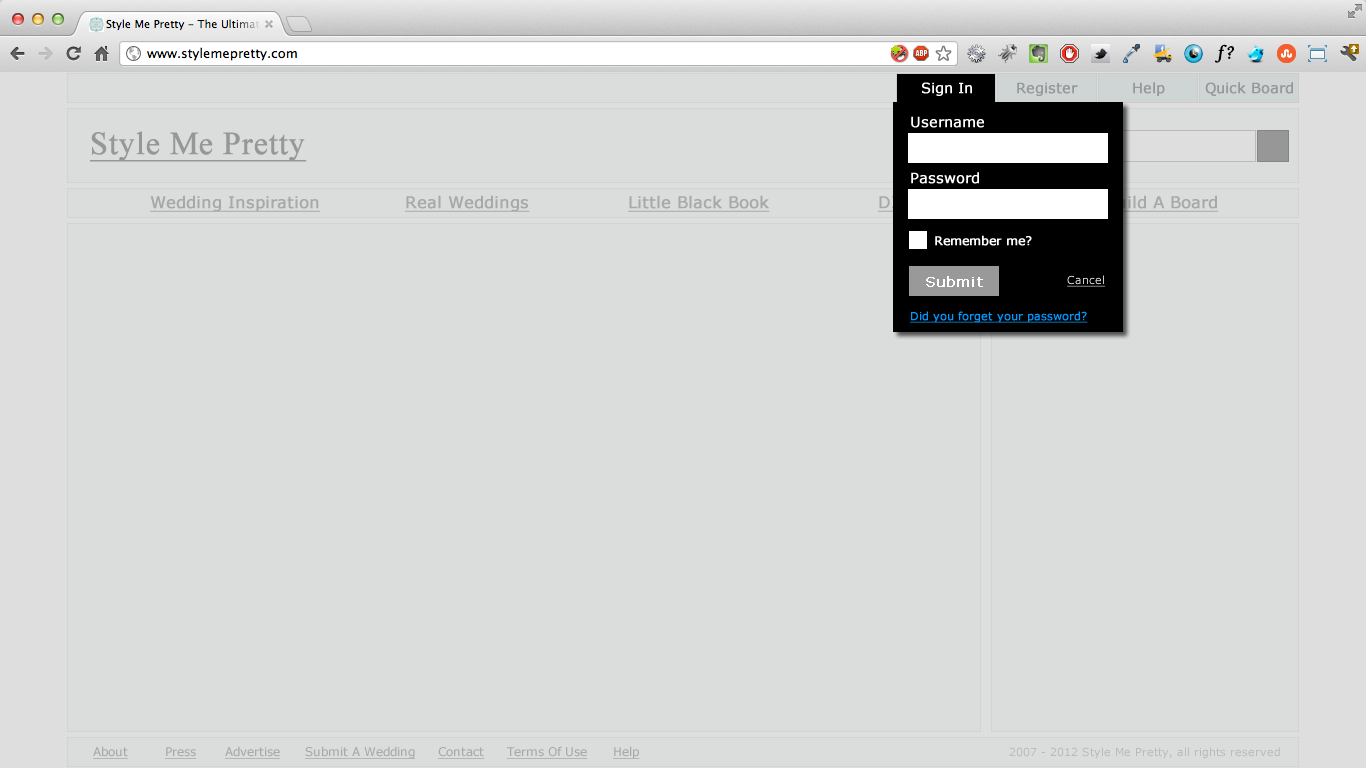 Style Me Pretty – The Ultimat
www.stylemepretty.com
ABP
f?
Sign In
Register
Help
Quick Board
Style Me Pretty
Username
Password
Remember me?
Submit
Cancel
Did you forget your password?
Wedding Inspiration
Real Weddings
Little Black Book
D
ild A Board
About
Press
Advertise
Submit A Wedding
Contact
Terms Of Use
Help
2007 - 2012 Style Me Pretty, all rights reserved